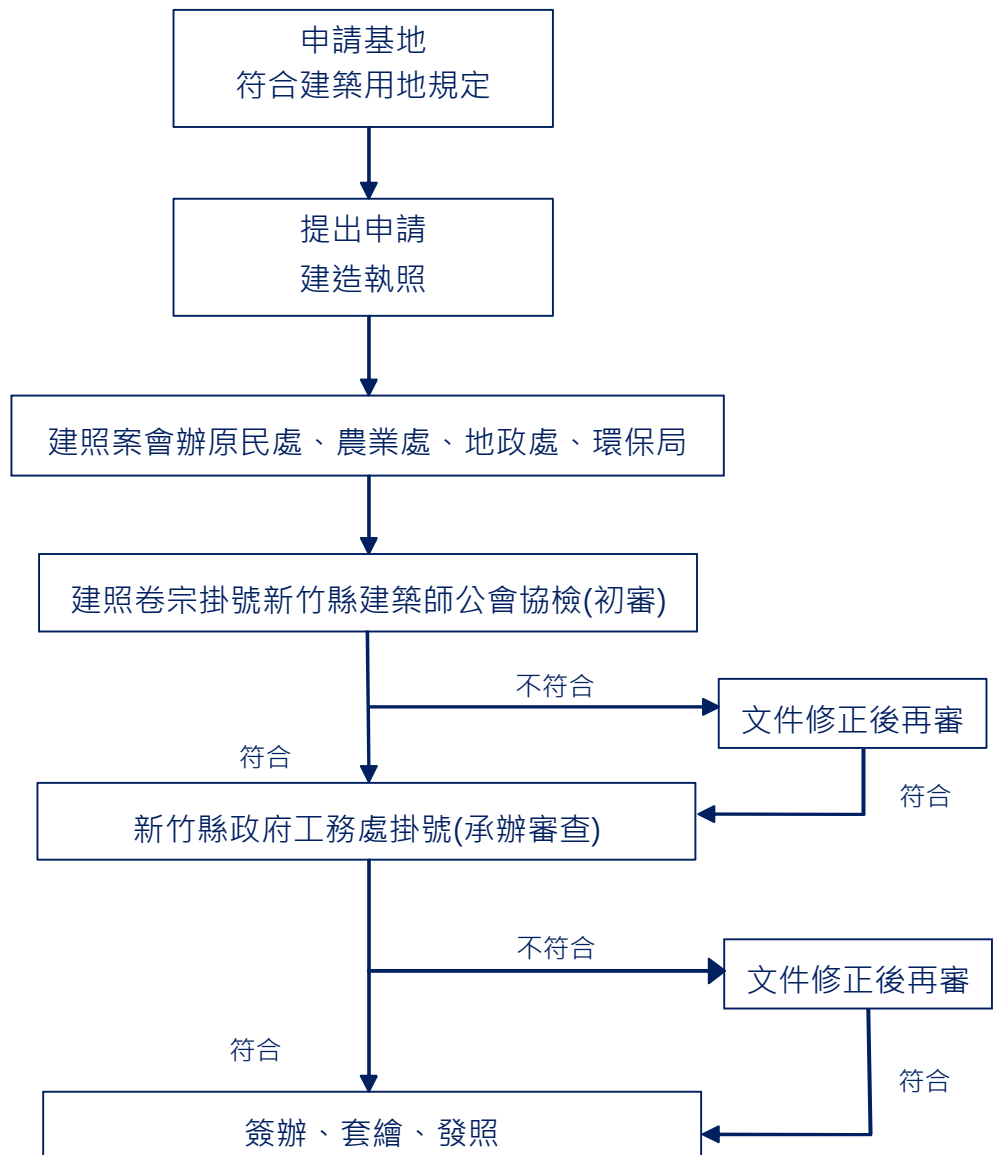 申請基地
符合建築用地規定
提出申請
建造執照
建照案會辦原民處、農業處、地政處、環保局
建照卷宗掛號新竹縣建築師公會協檢(初審)
不符合
文件修正後再審
符合
符合
新竹縣政府工務處掛號(承辦審查)
不符合
文件修正後再審
符合
符合
簽辦、套繪、發照